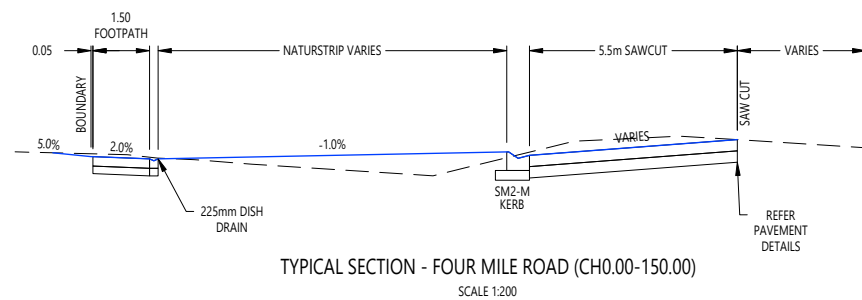 1.50
FOOTPATH
0.05
NATURSTRIP VARIES
5.5m SAWCUT
VARIES
BOUNDARY
SAW CUT
5.0%
2.0%
-1.0%
VARIES
225mm DISH
DRAIN
SM2-M
KERB
REFER
PAVEMENT
DETAILS
TYPICAL SECTION - FOUR MILE ROAD (CH0.00-150.00)
SCALE 1:200